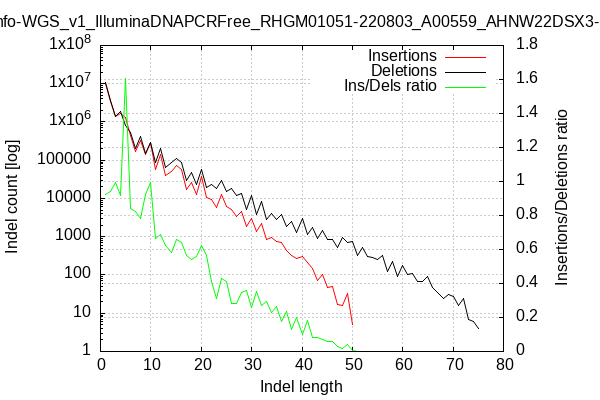 nfo-WGS_v1_IlluminaDNAPCRFree_RHGM01051-220803_A00559_AHNW22DSX3-
Insertions
Deletions
Ins/Dels ratio
Indel count [log]
1x10^8
1x10^7
1x10^6
100000
10000
1000
100
10
1
1.8
1.6
1.4
1.2
1
0.8
0.6
0.4
0.2
0
Insertions/Deletions ratio
0 10 20 30 40 50 60 70 80
Indel length